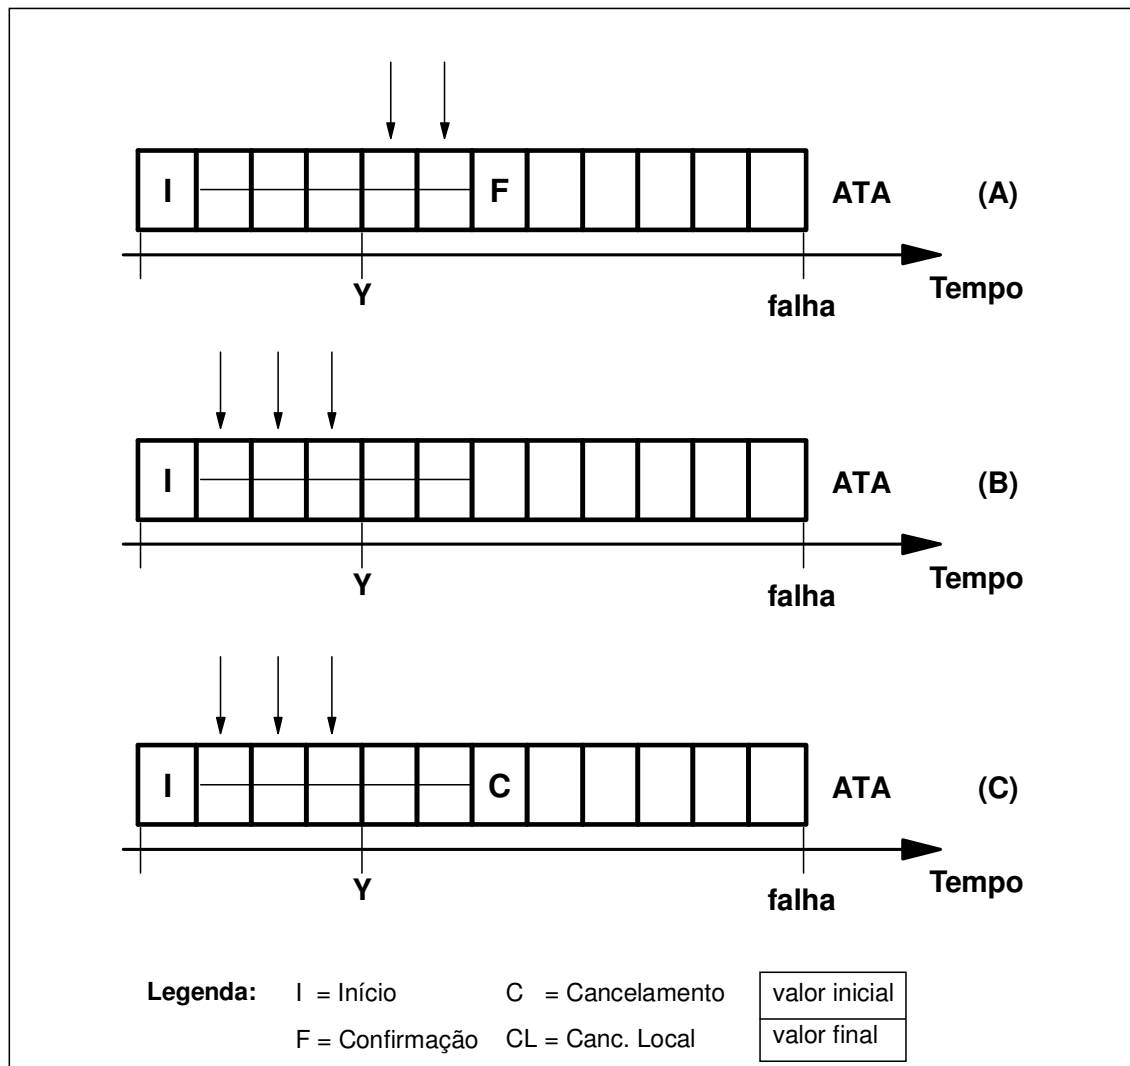 I F ATA (A)
Y falha Tempo
I ATA (B)
Y falha Tempo
I C ATA (C)
Y falha Tempo
Legenda: I = Início C = Cancelamento valor inicial
F = Confirmação CL = Canc. Local valor final